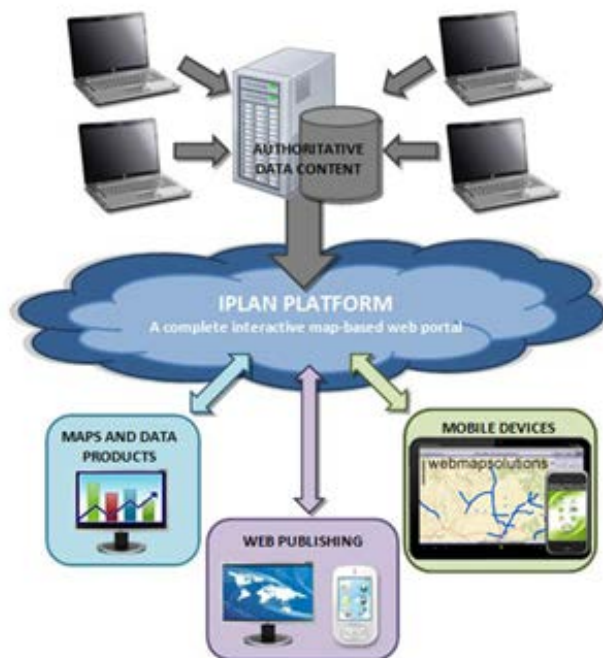 AUTHORITATIVE
DATA CONTENT
IPLAN PLATFORM
A complete interactive map-based web portal
MAPS AND DATA
PRODUCTS
MOBILE DEVICES
webmapsolutions
WEB PUBLISHING